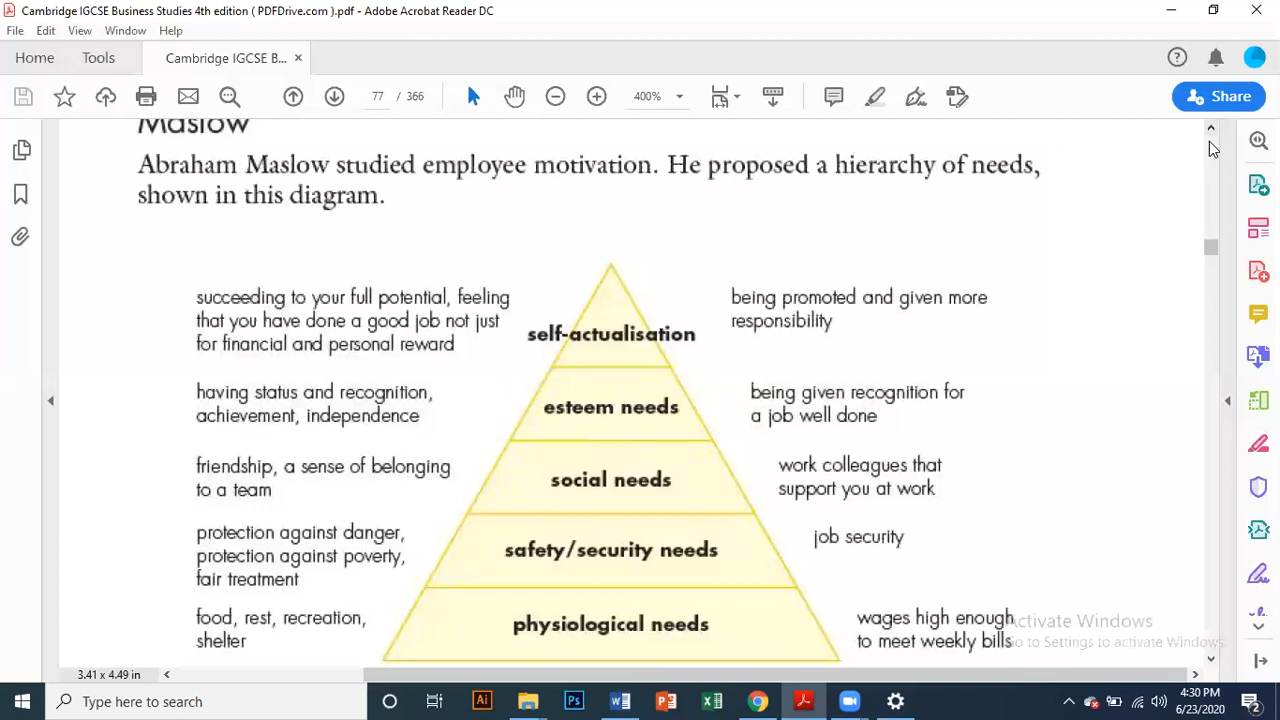 Cambridge IGCSE Business Studies 4th edition ( PDFDrive.com ).pdf - Adobe Acrobat Reader DC
File Edit View Window Help
Home Tools Cambridge IGCSE B... ×
77 / 366 400% Share
Maslow
Abraham Maslow studied employee motivation. He proposed a hierarchy of needs,
shown in this diagram.
succeeding to your full potential, feeling
that you have done a good job not just
for financial and personal reward
self-actualisation
being promoted and given more
responsibility
having status and recognition,
achievement, independence
esteem needs
being given recognition for
a job well done
friendship, a sense of belonging
to a team
social needs
work colleagues that
support you at work
protection against danger,
protection against poverty,
fair treatment
safety/security needs
job security
food, rest, recreation,
shelter
physiological needs
wages high enough
to meet weekly bills
Activate Windows
Go to Settings to activate Windows.
3.41 x 4.49 in
Type here to search
4:30 PM
6/23/2020
2